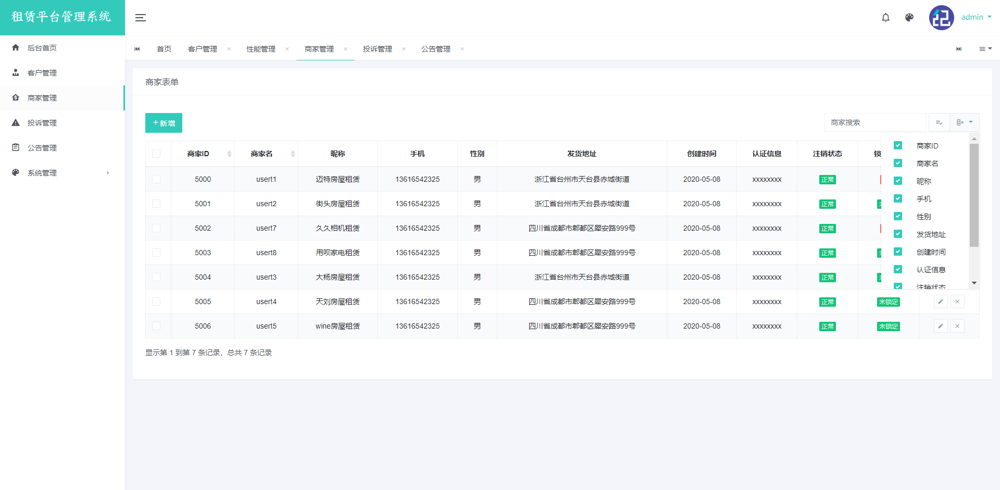 租赁平台管理系统
admin
后台首页
客户管理
商家管理
投诉管理
公告管理
系统管理
首页 客户管理 × 性能管理 × 商家管理 × 投诉管理 × 公告管理 ×
商家表单
+ 新增
商家搜索
商家ID 商家名 昵称 手机 性别 发货地址 创建时间 认证信息 注销状态 锁
5000 usert1 迈特房屋租赁 13616542325 男 浙江省台州市天台县赤城街道 2020-05-08 xxxxxxxx 正常
5001 usert2 街头房屋租赁 13616542325 男 浙江省台州市天台县赤城街道 2020-05-08 xxxxxxxx 正常
5002 usert7 久久相机租赁 13616542325 男 四川省成都市郫都区犀安路999号 2020-05-08 xxxxxxxx 正常
5003 usert8 用呗家电租赁 13616542325 男 四川省成都市郫都区犀安路999号 2020-05-08 xxxxxxxx 正常
5004 usert3 大杨房屋租赁 13616542325 男 浙江省台州市天台县赤城街道 2020-05-08 xxxxxxxx 正常
5005 usert4 天刘房屋租赁 13616542325 男 四川省成都市郫都区犀安路999号 2020-05-08 xxxxxxxx 正常 未锁定
5006 usert5 wine房屋租赁 13616542325 男 四川省成都市郫都区犀安路999号 2020-05-08 xxxxxxxx 正常 未锁定
商家ID
商家名
昵称
手机
性别
发货地址
创建时间
认证信息
注销状态
显示第 1 到第 7 条记录，总共 7 条记录